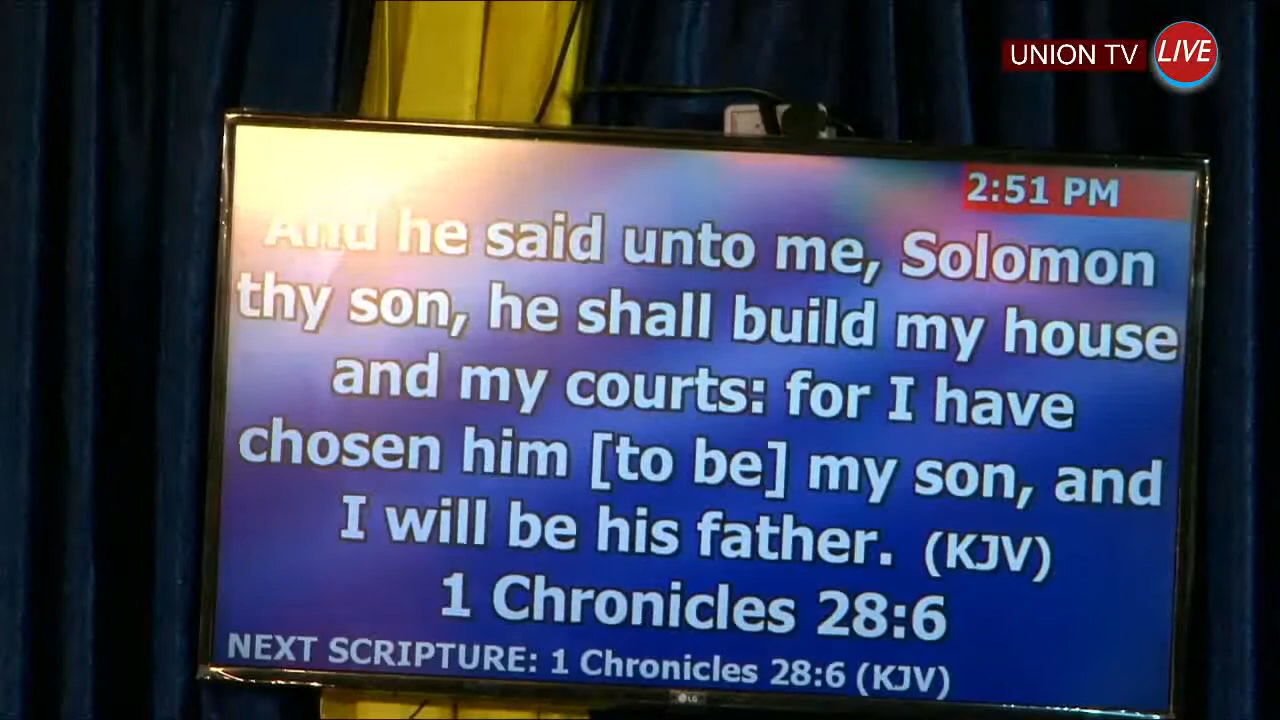 UNION TV LIVE
2:51 PM
And he said unto me, Solomon
thy son, he shall build my house
and my courts: for I have
chosen him [to be] my son, and
I will be his father. (KJV)
1 Chronicles 28:6
NEXT SCRIPTURE: 1 Chronicles 28:6 (KJV)
LG